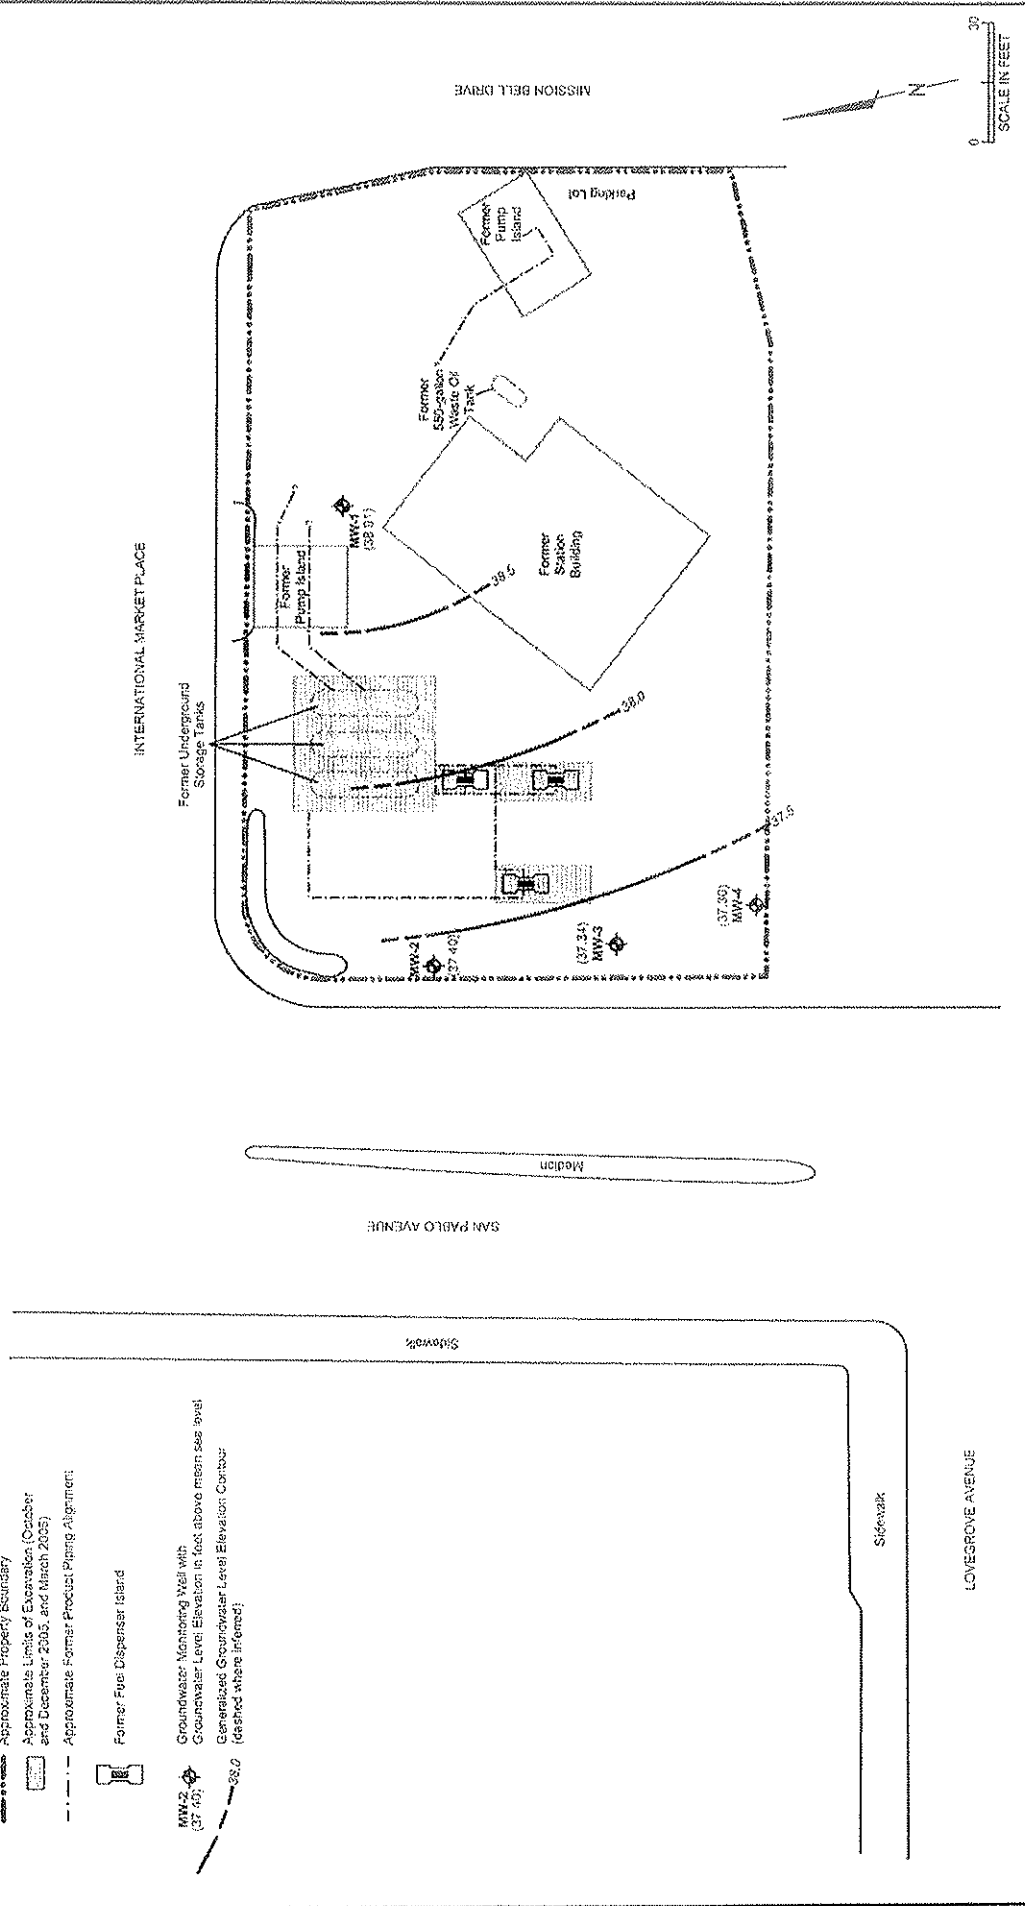 MISSION BELL DRIVE
N
0
30
SCALE IN FEET
Parking Lot
Former
Pump
Island
Former
550-gallon
Waste Oil
Tank
INTERNATIONAL MARKET PLACE
Former
Pump Island
MW-1
Former
Station
Building
Former Underground
Storage Tanks
38.0
37.5
MW-2
(37.40)
(37.34)
MW-3
(37.30)
MW-4
Median
SAN PABLO AVENUE
Sidewalk
Sidewalk
LOVEGROVE AVENUE
Approximate Property Boundary
Approximate Limits of Excavation (October
and December 2005, and March 2005)
Approximate Former Product Piping Alignment
Former Fuel Dispenser Island
MW-2
(37.40)
Groundwater Monitoring Well with
Groundwater Level Elevation in feet above mean sea level
38.0
Generalized Groundwater Level Elevation Contour
(dashed where inferred)